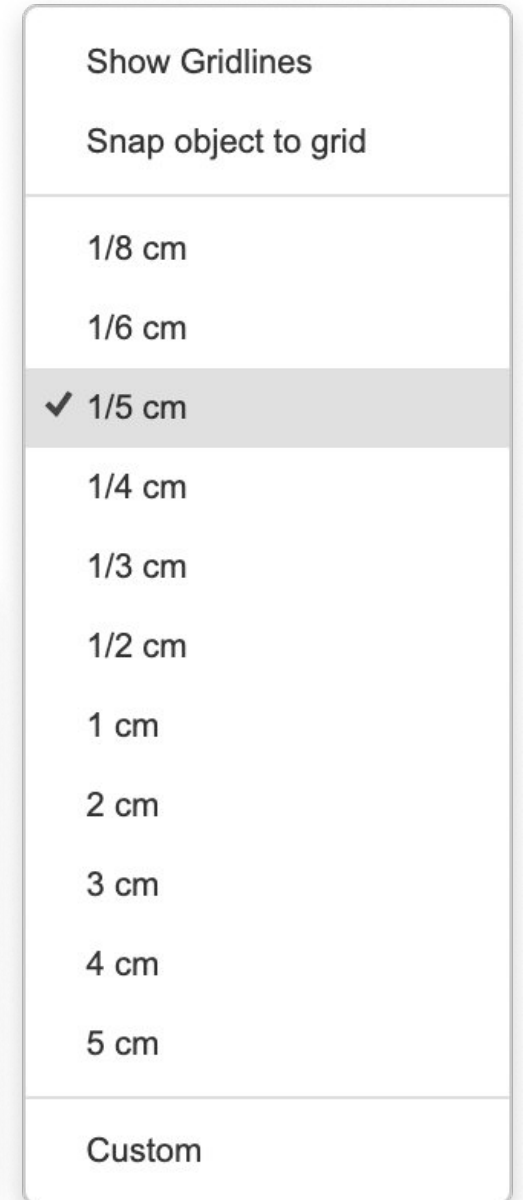 Show Gridlines
Snap object to grid
1/8 cm
1/6 cm
1/5 cm
1/4 cm
1/3 cm
1/2 cm
1 cm
2 cm
3 cm
4 cm
5 cm
Custom